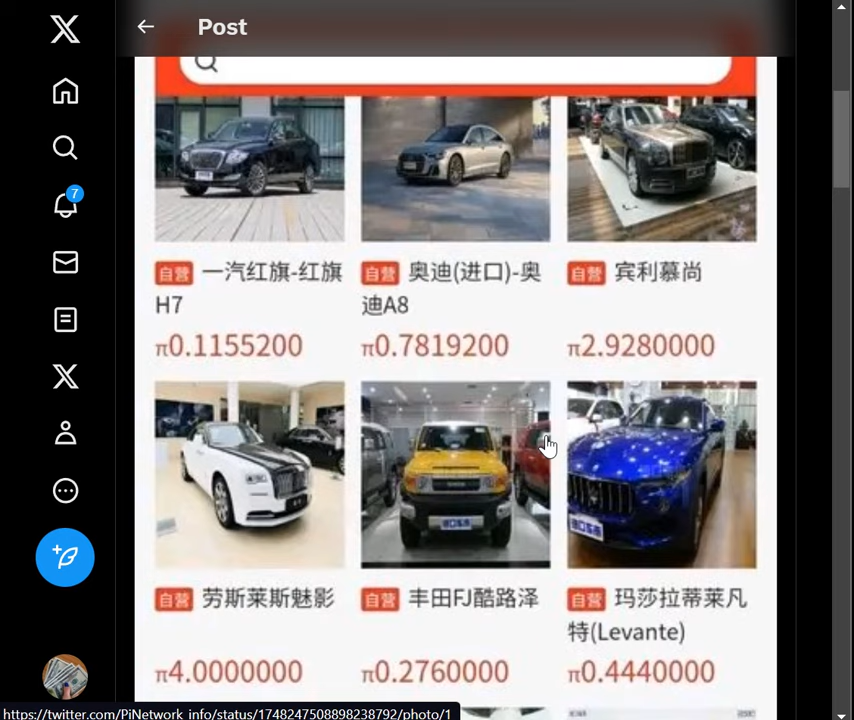 Post
7
自营 一汽红旗-红旗
H7
自营 奥迪(进口)-奥
迪A8
自营 宾利慕尚
π0.1155200
π0.7819200
π2.9280000
自营 劳斯莱斯魅影
自营 丰田FJ酷路泽
自营 玛莎拉蒂莱凡
特(Levante)
π4.0000000
π0.2760000
π0.4440000
https://twitter.com/PiNetwork_info/status/1748247508898238792/photo/1